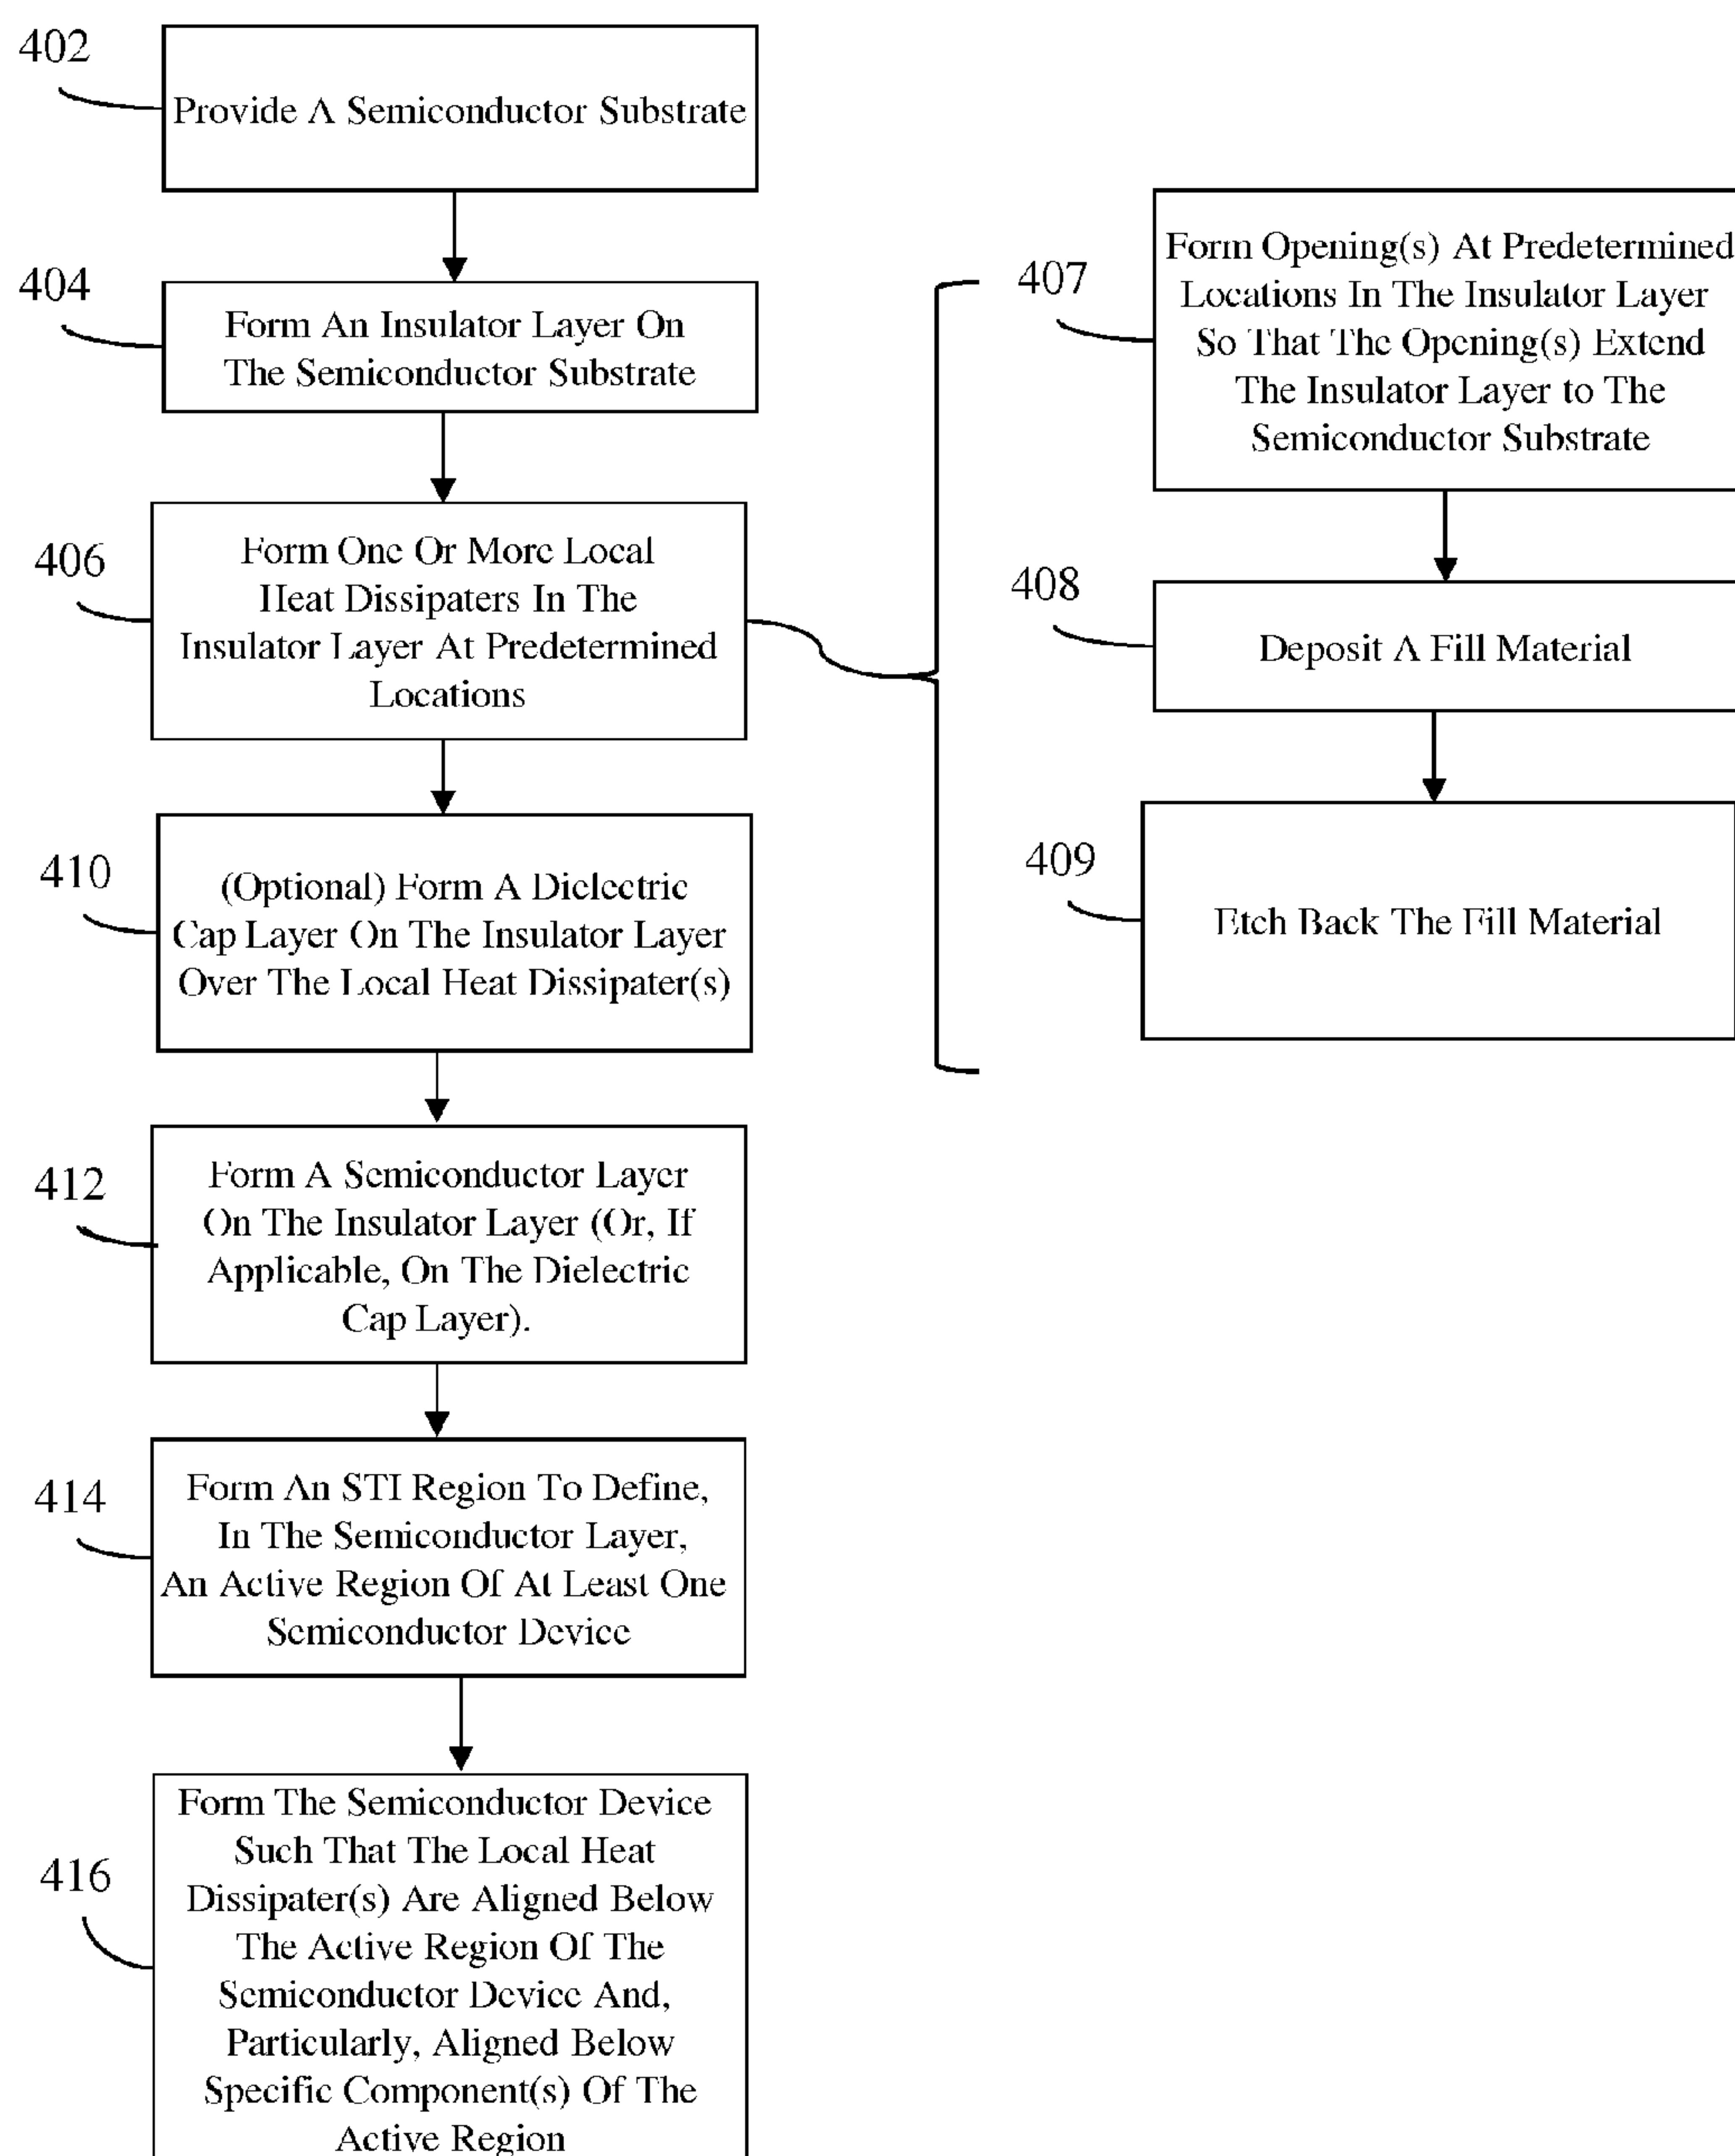 402
Provide A Semiconductor Substrate
404
Form An Insulator Layer On
The Semiconductor Substrate
406
Form One Or More Local
Heat Dissipaters In The
Insulator Layer At Predetermined
Locations
407
Form Opening(s) At Predetermined
Locations In The Insulator Layer
So That The Opening(s) Extend
The Insulator Layer to The
Semiconductor Substrate
408
Deposit A Fill Material
409
Etch Back The Fill Material
410
(Optional) Form A Dielectric
Cap Layer On The Insulator Layer
Over The Local Heat Dissipater(s)
412
Form A Semiconductor Layer
On The Insulator Layer (Or, If
Applicable, On The Dielectric
Cap Layer).
414
Form An STI Region To Define,
In The Semiconductor Layer,
An Active Region Of At Least One
Semiconductor Device
416
Form The Semiconductor Device
Such That The Local Heat
Dissipater(s) Are Aligned Below
The Active Region Of The
Semiconductor Device And,
Particularly, Aligned Below
Specific Component(s) Of The
Active Region